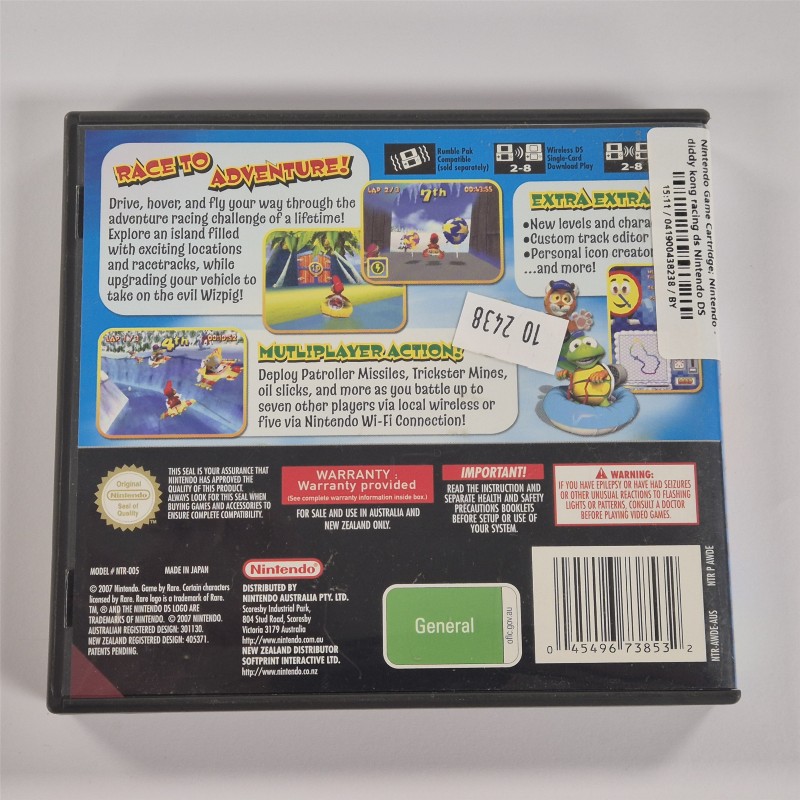 RACE TO ADVENTURE!
Drive, hover, and fly your way through the
adventure racing challenge of a lifetime!
Explore an island filled
with exciting locations
and racetracks, while
upgrading your vehicle to
take on the evil Wizpig!
Rumble Pak
Compatible
(sold separately)
2-8
Wireless DS
Single-Card
Download Play
2-8
LAP 2/3
7th
00:43:55
EXTRA EXTRA
•New levels and chara
•Custom track editor
•Personal icon creator
...and more!
Nintendo Game Cartridge; Nintendo
diddy kong racing ds Nintendo DS
15:11 / 041900438238 / BY
10 2438
4th
MUTLIPLAYER ACTION!
Deploy Patroller Missiles, Trickster Mines,
oil slicks, and more as you battle up to
seven other players via local wireless or
five via Nintendo Wi-Fi Connection!
Original
Nintendo
Seal of
Quality
TM
THIS SEAL IS YOUR ASSURANCE THAT
NINTENDO HAS APPROVED THE
QUALITY OF THIS PRODUCT.
ALWAYS LOOK FOR THIS SEAL WHEN
BUYING GAMES AND ACCESSORIES TO
ENSURE COMPLETE COMPATIBILITY.
WARRANTY:
Warranty provided
(See complete warranty information inside box.)
FOR SALE AND USE IN AUSTRALIA AND
NEW ZEALAND ONLY.
IMPORTANT!
READ THE INSTRUCTION AND
SEPARATE HEALTH AND SAFETY
PRECAUTIONS BOOKLETS
BEFORE SETUP OR USE OF
YOUR SYSTEM.
WARNING:
IF YOU HAVE EPILEPSY OR HAVE HAD SEIZURES
OR OTHER UNUSUAL REACTIONS TO FLASHING
LIGHTS OR PATTERNS, CONSULT A DOCTOR
BEFORE PLAYING VIDEO GAMES.
MODEL # NTR-005 MADE IN JAPAN
© 2007 Nintendo. Game by Rare. Certain characters
licensed by Rare. Rare logo is a trademark of Rare.
TM, ® AND THE NINTENDO DS LOGO ARE
TRADEMARKS OF NINTENDO. © 2007 NINTENDO.
AUSTRALIAN REGISTERED DESIGN: 301130.
NEW ZEALAND REGISTERED DESIGN: 405371.
PATENTS PENDING.
Nintendo
DISTRIBUTED BY
NINTENDO AUSTRALIA PTY. LTD.
Scoresby Industrial Park,
804 Stud Road, Scoresby
Victoria 3179 Australia
http://www.nintendo.com.au
NEW ZEALAND DISTRIBUTOR
SOFTPRINT INTERACTIVE LTD.
http://www.nintendo.co.nz
General
oflc.gov.au
0 45496 73853 2
NTR-AWDE-AUS NTR P AWDE